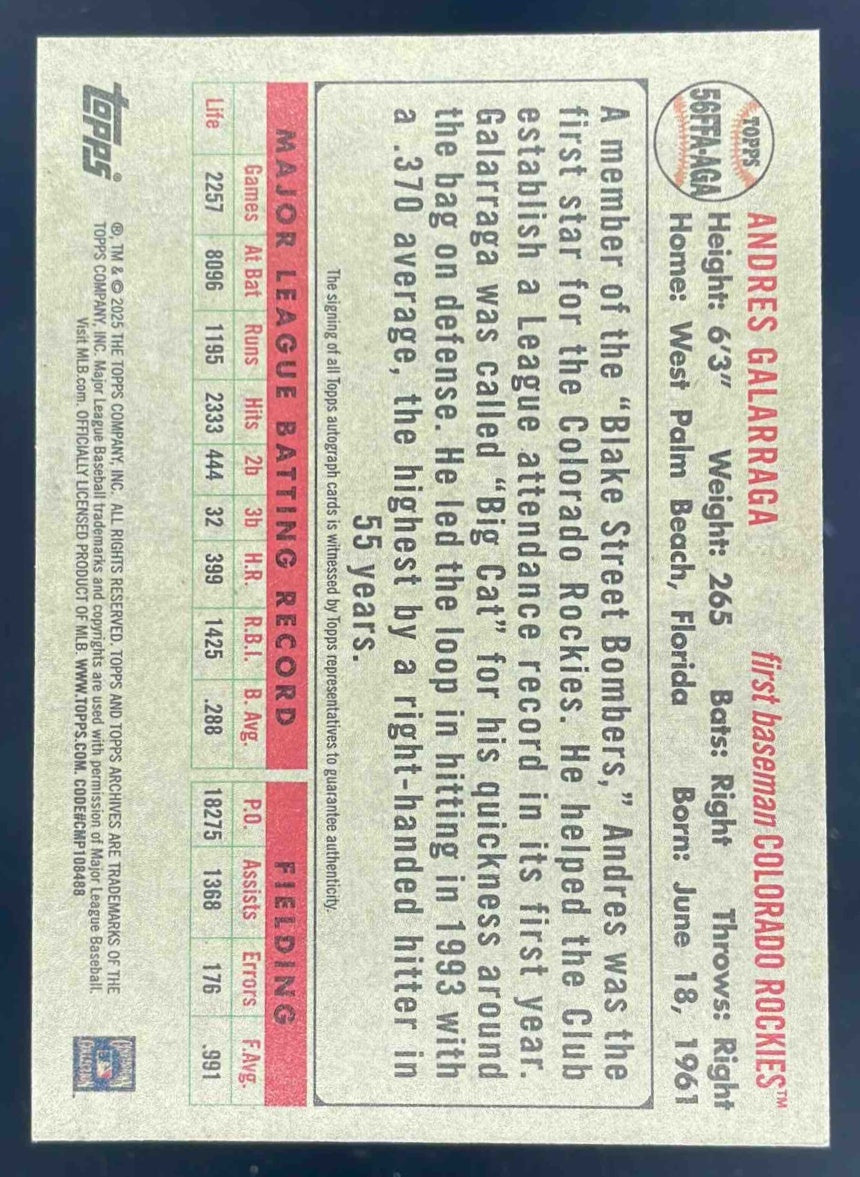 TOPPS
56FFA-AGA
ANDRES GALARRAGA first baseman COLORADO ROCKIES™
Height: 6'3" Weight: 265 Bats: Right Throws: Right
Home: West Palm Beach, Florida Born: June 18, 1961
A member of the “Blake Street Bombers,” Andres was the
first star for the Colorado Rockies. He helped the Club
establish a League attendance record in its first year.
Galarraga was called “Big Cat” for his quickness around
the bag on defense. He led the loop in hitting in 1993 with
a .370 average, the highest by a right-handed hitter in
55 years.
The signing of all Topps autograph cards is witnessed by Topps representatives to guarantee authenticity.
MAJOR LEAGUE BATTING RECORD FIELDING
Games At Bat Runs Hits 2b 3b H.R. R.B.I. B. Avg. P.O. Assists Errors F.Avg.
Life 2257 8096 1195 2333 444 32 399 1425 .288 18275 1368 176 .991
topps®
®, TM & © 2025 THE TOPPS COMPANY, INC. ALL RIGHTS RESERVED. TOPPS AND TOPPS ARCHIVES ARE TRADEMARKS OF THE
TOPPS COMPANY, INC. Major League Baseball trademarks and copyrights are used with permission of Major League Baseball.
Visit MLB.com. OFFICIALLY LICENSED PRODUCT OF MLB. WWW.TOPPS.COM. CODE#CMP108488
COOPERSTOWN
COLLECTION